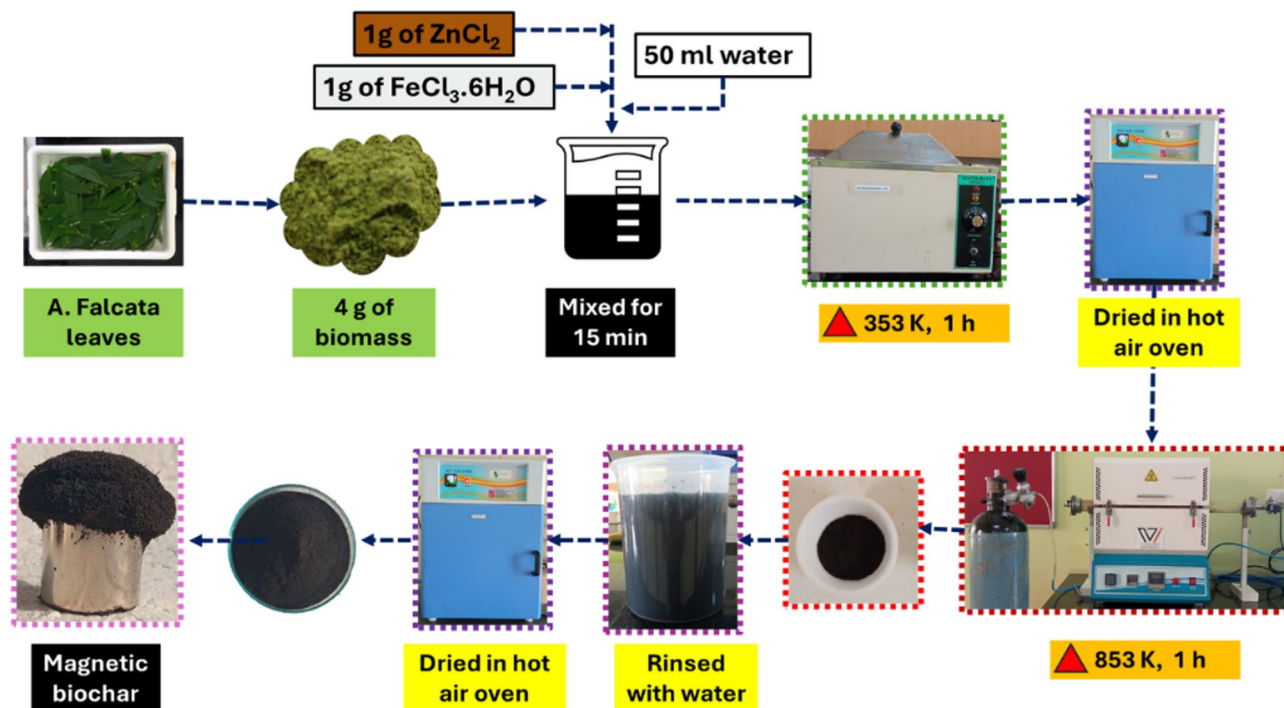 1g of ZnCl₂
1g of FeCl₃.6H₂O
50 ml water
A. Falcata
leaves
4 g of
biomass
Mixed for
15 min
353 K, 1 h
Dried in hot
air oven
853 K, 1 h
Rinsed
with water
Dried in hot
air oven
Magnetic
biochar